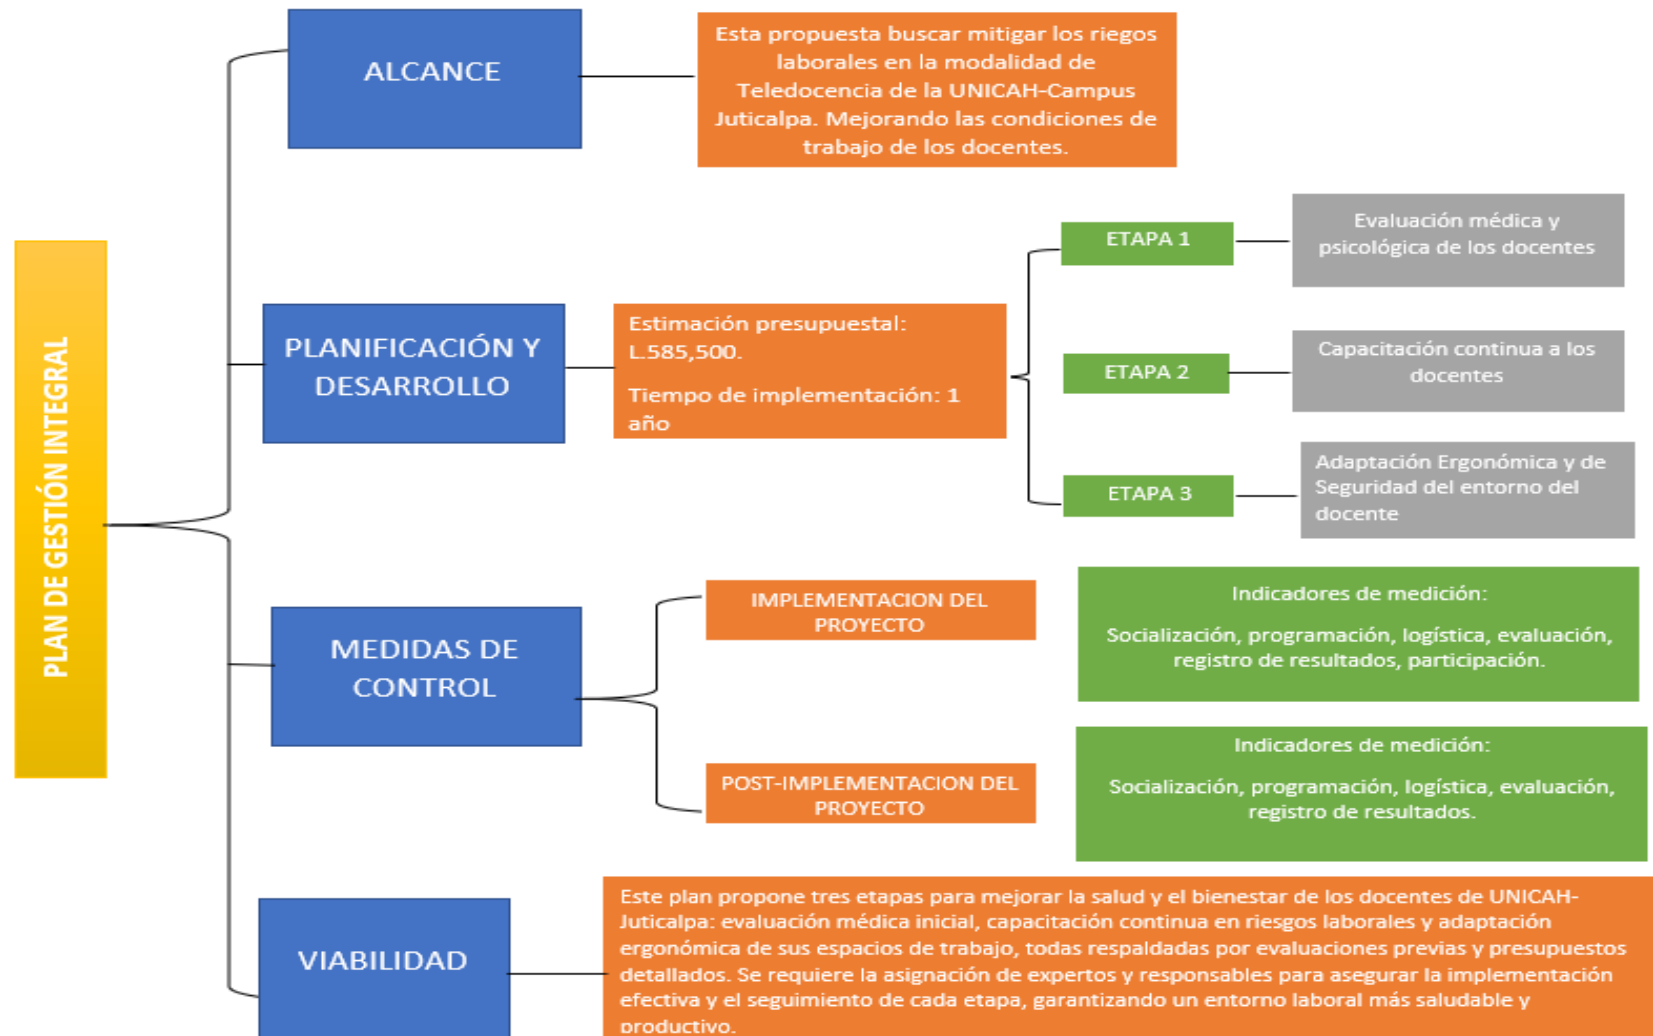 PLAN DE GESTIÓN INTEGRAL
ALCANCE
Esta propuesta buscar mitigar los riegos
laborales en la modalidad de
Teledocencia de la UNICAH-Campus
Juticalpa. Mejorando las condiciones de
trabajo de los docentes.
PLANIFICACIÓN Y
DESARROLLO
Estimación presupuestal:
L.585,500.
Tiempo de implementación: 1
año
ETAPA 1
Evaluación médica y
psicológica de los docentes
ETAPA 2
Capacitación continua a los
docentes
ETAPA 3
Adaptación Ergonómica y de
Seguridad del entorno del
docente
MEDIDAS DE
CONTROL
IMPLEMENTACION DEL
PROYECTO
Indicadores de medición:
Socialización, programación, logística, evaluación,
registro de resultados, participación.
POST-IMPLEMENTACION DEL
PROYECTO
Indicadores de medición:
Socialización, programación, logística, evaluación,
registro de resultados.
VIABILIDAD
Este plan propone tres etapas para mejorar la salud y el bienestar de los docentes de UNICAH-
Juticalpa: evaluación médica inicial, capacitación continua en riesgos laborales y adaptación
ergonómica de sus espacios de trabajo, todas respaldadas por evaluaciones previas y presupuestos
detallados. Se requiere la asignación de expertos y responsables para asegurar la implementación
efectiva y el seguimiento de cada etapa, garantizando un entorno laboral más saludable y
productivo.